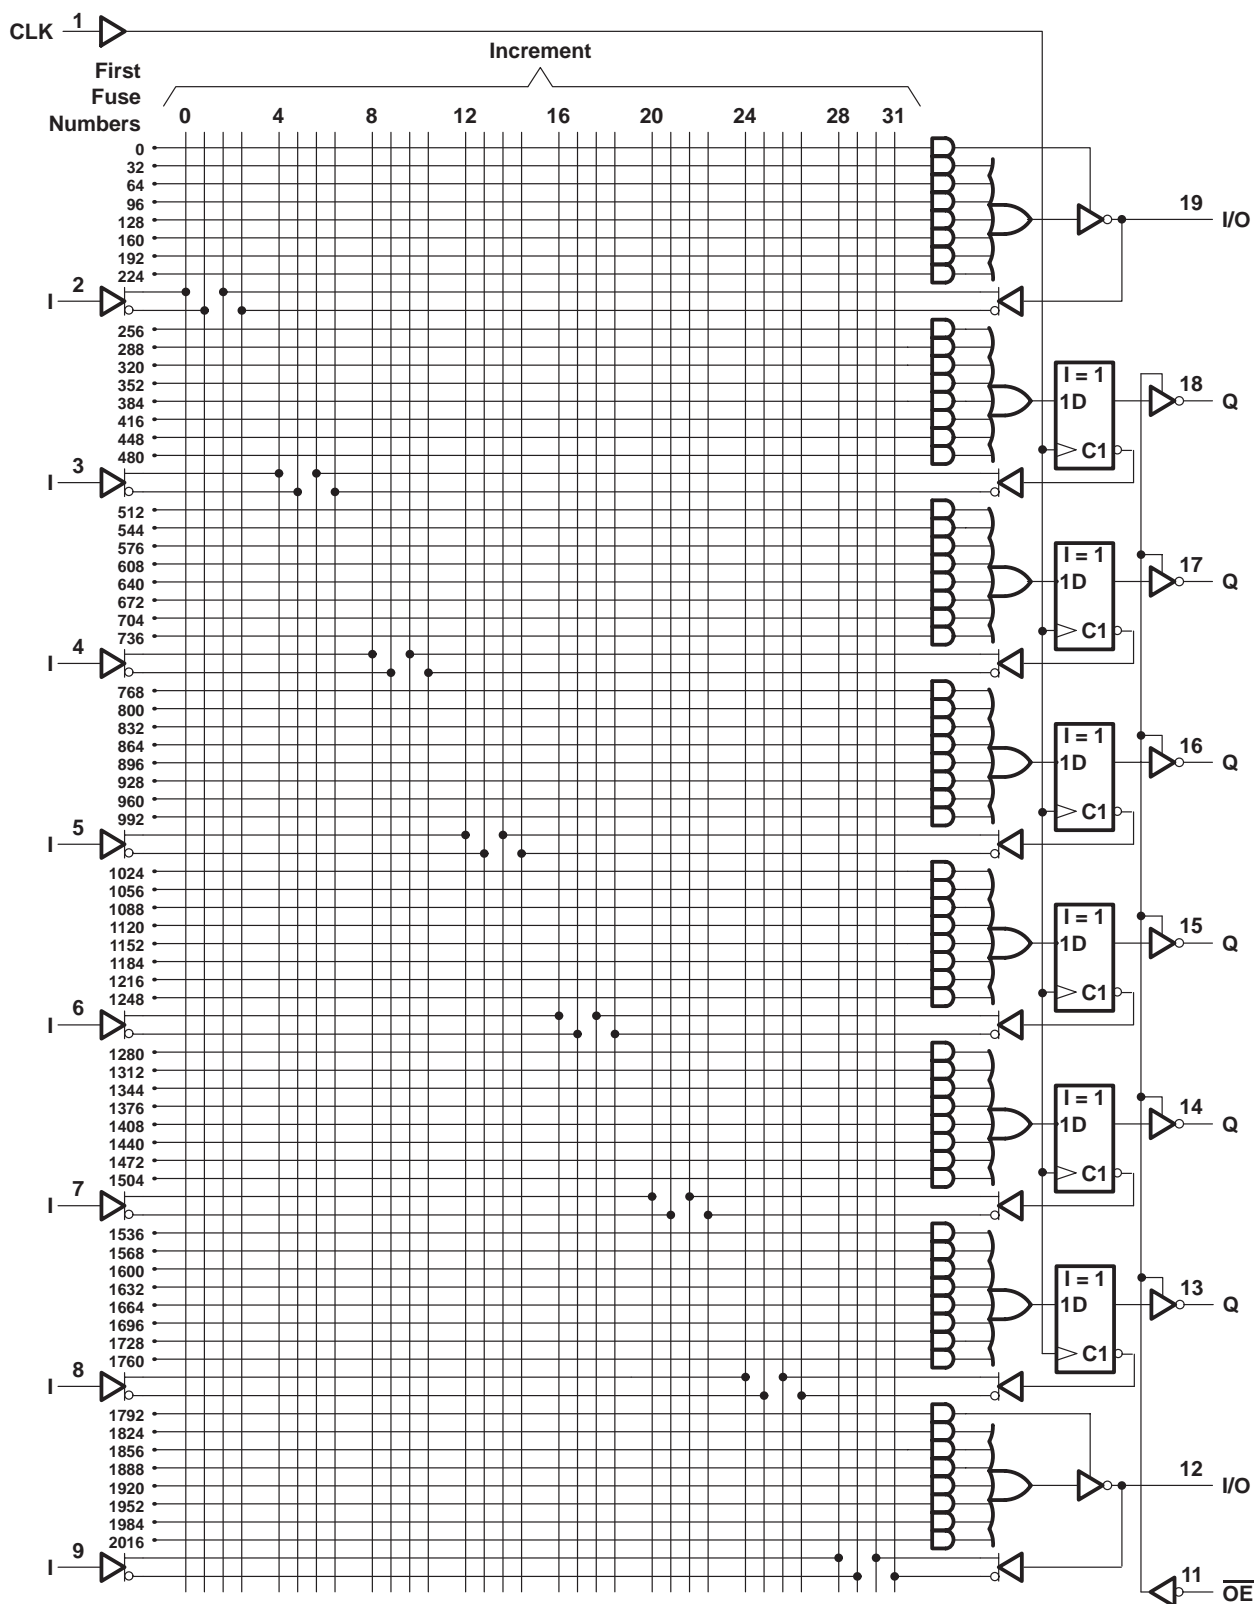 CLK 1
Increment
First
Fuse
Numbers
0 4 8 12 16 20 24 28 31
0
32
64
96
128
160
192
224
19 I/O
I 2
256
288
320
352
384
416
448
480
I = 1
1D
C1
18 Q
I 3
512
544
576
608
640
672
704
736
I = 1
1D
C1
17 Q
I 4
768
800
832
864
896
928
960
992
I = 1
1D
C1
16 Q
I 5
1024
1056
1088
1120
1152
1184
1216
1248
I = 1
1D
C1
15 Q
I 6
1280
1312
1344
1376
1408
1440
1472
1504
I = 1
1D
C1
14 Q
I 7
1536
1568
1600
1632
1664
1696
1728
1760
I = 1
1D
C1
13 Q
I 8
1792
1824
1856
1888
1920
1952
1984
2016
12 I/O
I 9
11 O̅E̅